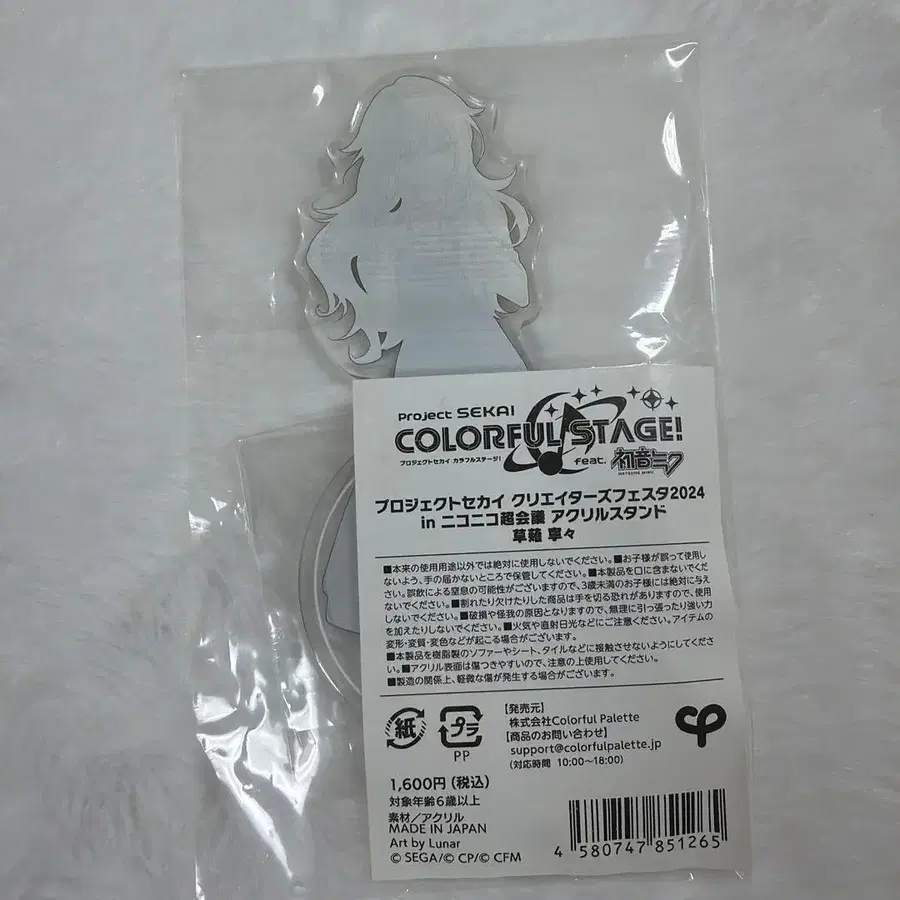 Project SEKAI
COLORFUL STAGE!
プロジェクトセカイ カラフルステージ!
feat. 初音ミク
HATSUNE MIKU
プロジェクトセカイ クリエイターズフェスタ2024
in ニコニコ超会議 アクリルスタンド
草薙 寧々
■本来の使用用途以外では絶対に使用しないでください。■お子様が誤って使用し
ないよう、手の届かないところで保管してください。■本製品を口に含まないでくだ
さい。誤飲による窒息の可能性がございますので、3歳未満のお子様には絶対に与え
ないでください。■割れたり欠けたりした商品は手を切る恐れがありますので、使用
しないでください。■破損や怪我の原因となりますので、無理に引っ張ったり強い力
を加えたりしないでください。■火気や直射日光などにご注意ください。アイテムの
変形・変質・変色などが起こる場合がございます。
■本製品を樹脂製のソファーやシート、タイルなどに接触させないようにしてくださ
い。■アクリル表面は傷つきやすいので、注意の上使用してください。
■製造の関係上、軽微な傷が発生する場合がございます。
紙
プラ
PP
【発売元】
株式会社Colorful Palette
【商品のお問い合わせ】
support@colorfulpalette.jp
(対応時間 10:00〜18:00)
cp
1,600円(税込)
対象年齢6歳以上
素材/アクリル
MADE IN JAPAN
Art by Lunar
© SEGA/© CP/© CFM
4 580747 851265